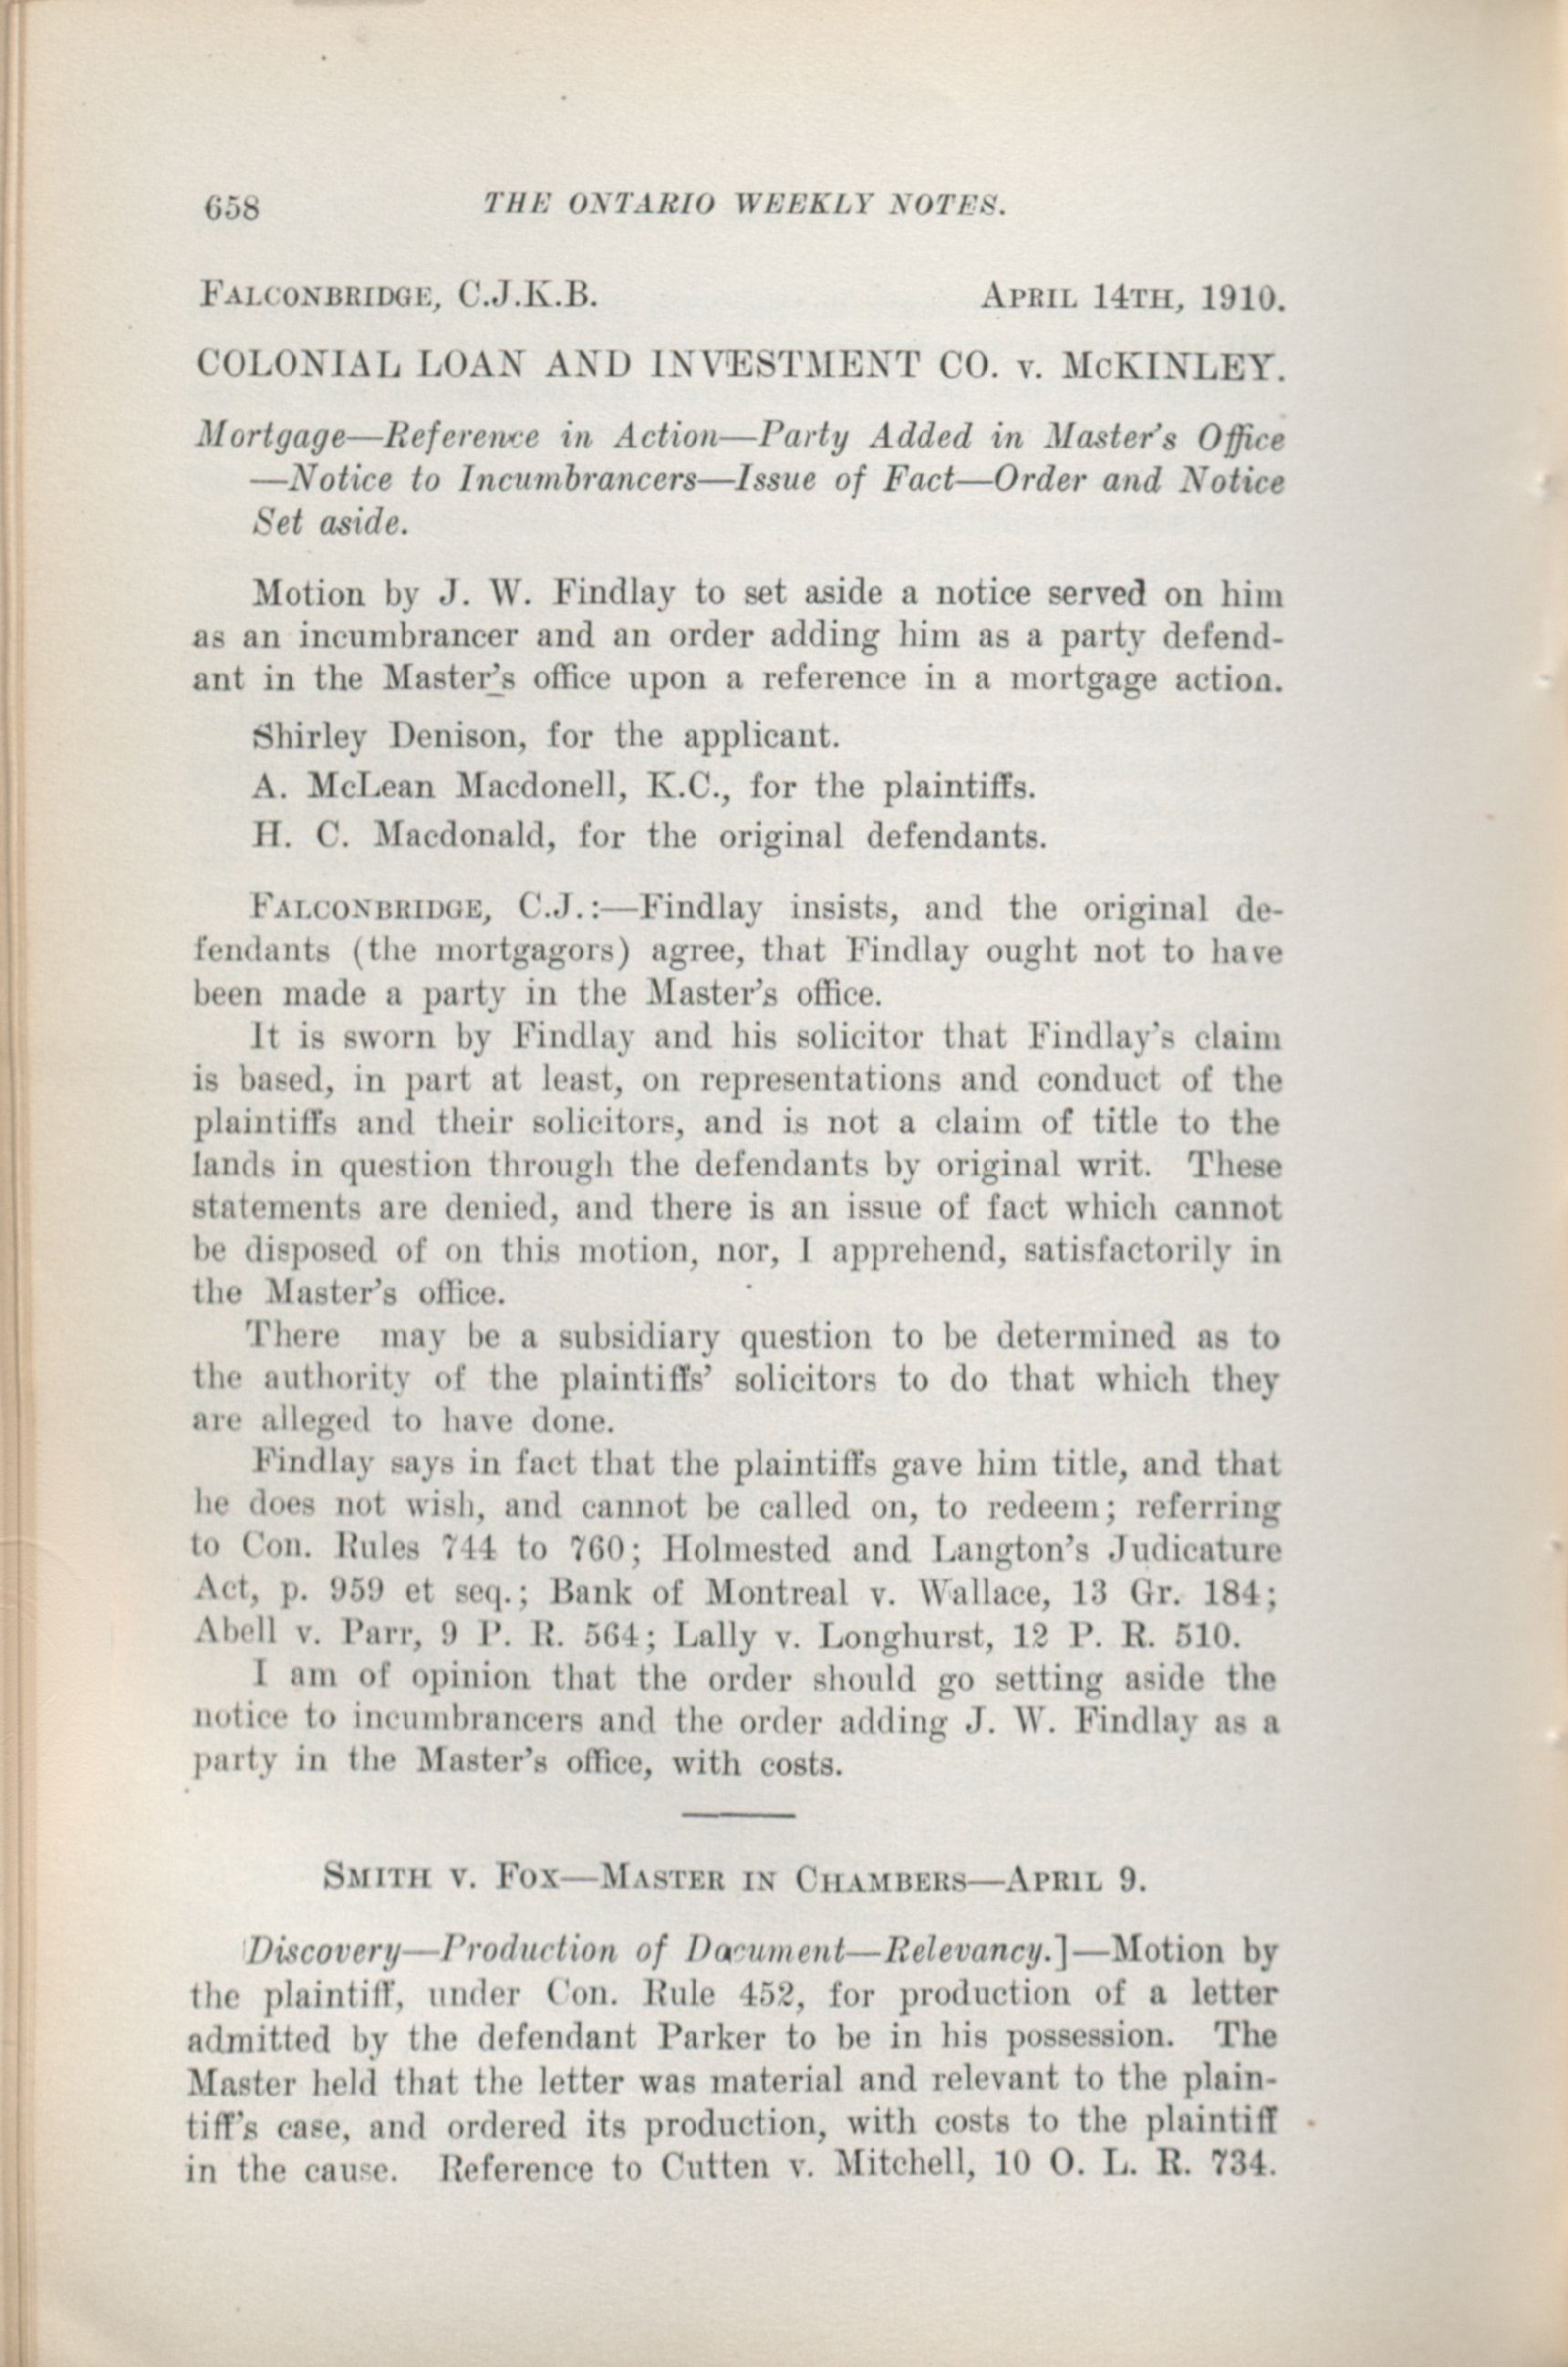 658 THE ONTARIO WEEKLY NOTES.
FALCONBRIDGE, C.J.K.B. APRIL 14TH, 1910.
COLONIAL LOAN AND INVESTMENT CO. v. McKINLEY.
Mortgage—Reference in Action—Party Added in Master's Office
—Notice to Incumbrancers—Issue of Fact—Order and Notice
Set aside.
Motion by J. W. Findlay to set aside a notice served on him
as an incumbrancer and an order adding him as a party defend-
ant in the Master's office upon a reference in a mortgage action.
Shirley Denison, for the applicant.
A. McLean Macdonell, K.C., for the plaintiffs.
H. C. Macdonald, for the original defendants.
FALCONBRIDGE, C.J.:—Findlay insists, and the original de-
fendants (the mortgagors) agree, that Findlay ought not to have
been made a party in the Master's office.
It is sworn by Findlay and his solicitor that Findlay's claim
is based, in part at least, on representations and conduct of the
plaintiffs and their solicitors, and is not a claim of title to the
lands in question through the defendants by original writ. These
statements are denied, and there is an issue of fact which cannot
be disposed of on this motion, nor, I apprehend, satisfactorily in
the Master's office.
There may be a subsidiary question to be determined as to
the authority of the plaintiffs' solicitors to do that which they
are alleged to have done.
Findlay says in fact that the plaintiffs gave him title, and that
he does not wish, and cannot be called on, to redeem; referring
to Con. Rules 744 to 760; Holmested and Langton's Judicature
Act, p. 959 et seq.; Bank of Montreal v. Wallace, 13 Gr. 184;
Abell v. Parr, 9 P. R. 564; Lally v. Longhurst, 12 P. R. 510.
I am of opinion that the order should go setting aside the
notice to incumbrancers and the order adding J. W. Findlay as a
party in the Master's office, with costs.
SMITH V. FOX—MASTER IN CHAMBERS—APRIL 9.
Discovery—Production of Document—Relevancy.]—Motion by
the plaintiff, under Con. Rule 452, for production of a letter
admitted by the defendant Parker to be in his possession. The
Master held that the letter was material and relevant to the plain-
tiff's case, and ordered its production, with costs to the plaintiff
in the cause. Reference to Cutten v. Mitchell, 10 O. L. R. 734.